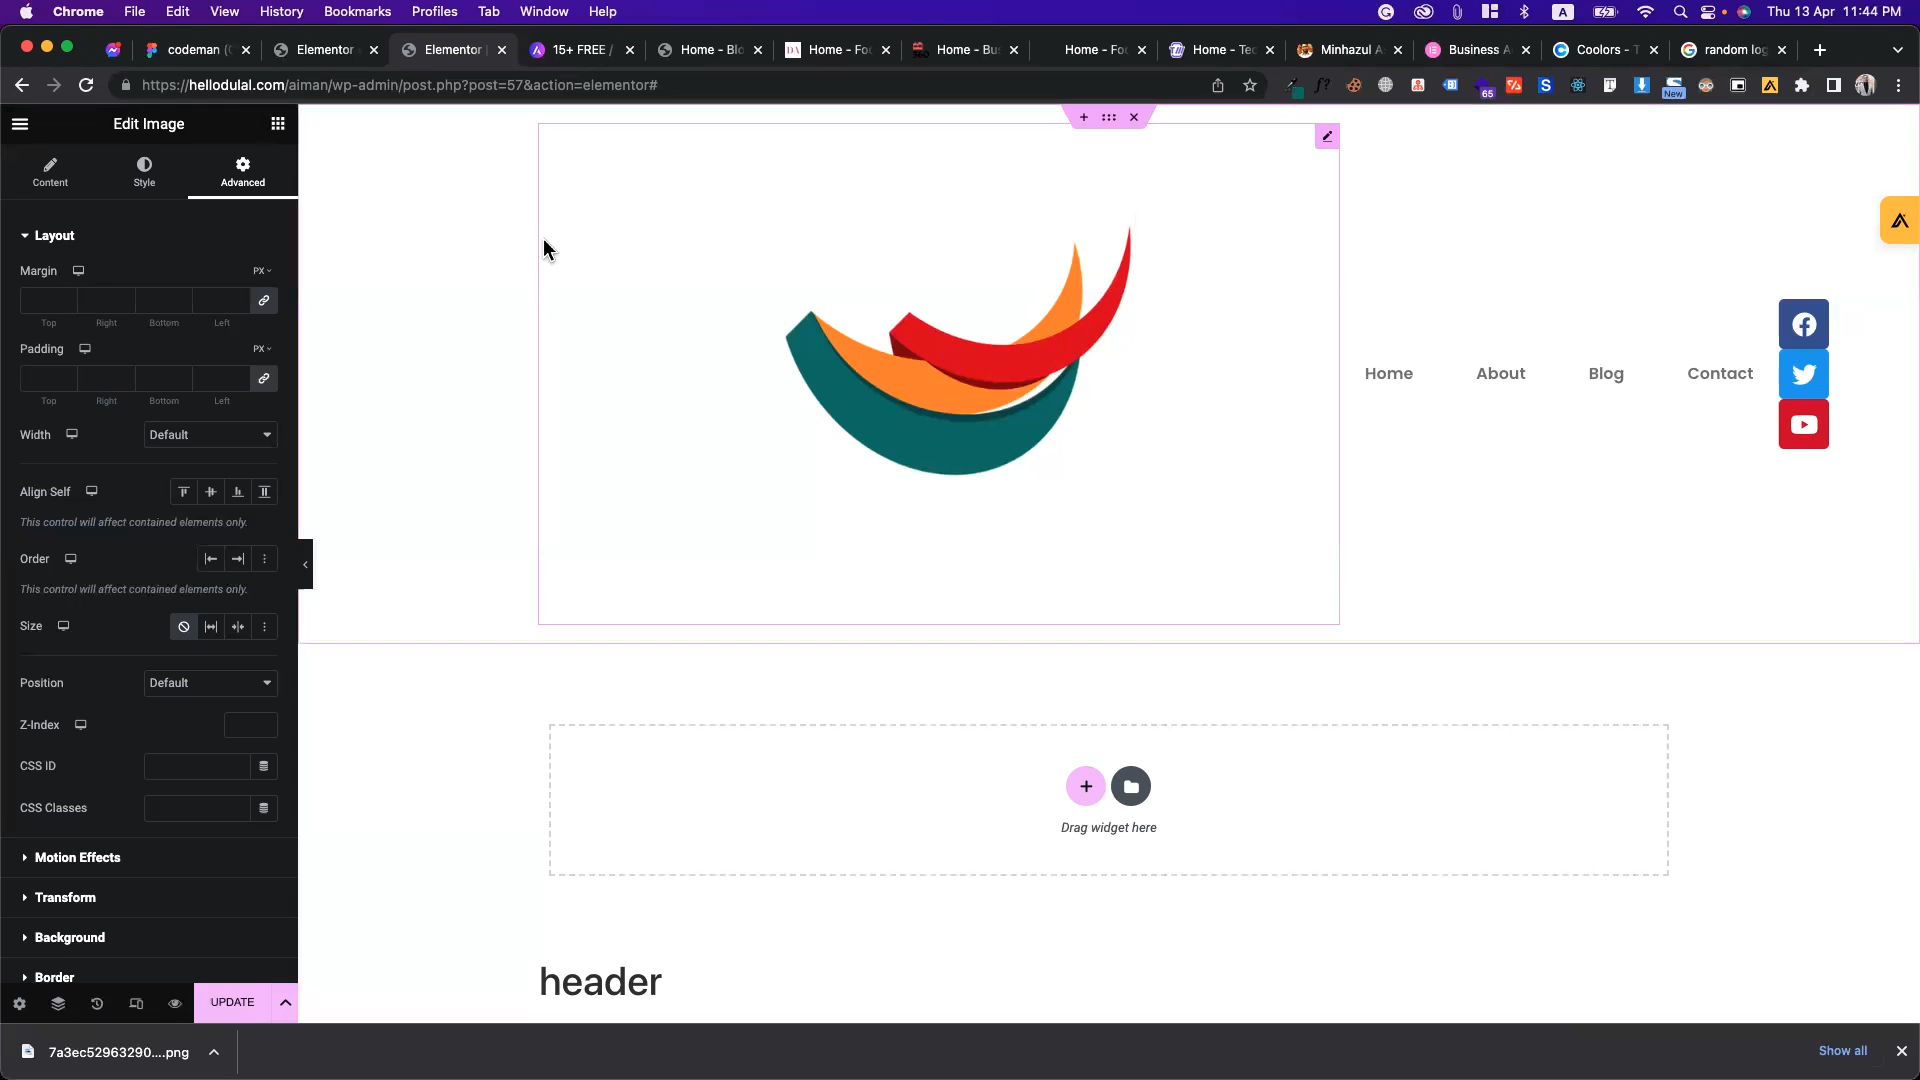 Chrome File Edit View History Bookmarks Profiles Tab Window Help
A Thu 13 Apr 11:44 PM
codeman ( Elementor Elementor 15+ FREE / Home - Blo Home - Fo Home - Bus Home - Fo Home - Tec Minhazul A Business A Coolors - T random log
https://hellodulal.com/aiman/wp-admin/post.php?post=57&action=elementor#
65 New
Edit Image
Content Style Advanced
Layout
Margin PX
Top Right Bottom Left
Padding PX
Top Right Bottom Left
Width Default
Align Self
This control will affect contained elements only.
Order
This control will affect contained elements only.
Size
Position Default
Z-Index
CSS ID
CSS Classes
Motion Effects
Transform
Background
Border
UPDATE
Home About Blog Contact
Drag widget here
header
7a3ec52963290....png
Show all